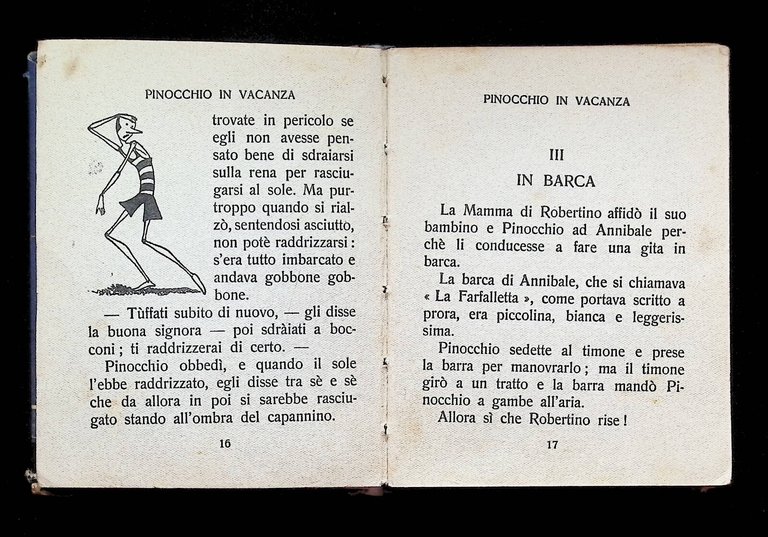 PINOCCHIO IN VACANZA
trovate in pericolo se
egli non avesse pen-
sato bene di sdraiarsi
sulla rena per rasciu-
garsi al sole. Ma pur-
troppo quando si rial-
zò, sentendosi asciutto,
non potè raddrizzarsi :
s'era tutto imbarcato e
andava gobbone gob-
bone.
— Tùffati subito di nuovo, — gli disse
la buona signora — poi sdràiati a boc-
coni ; ti raddrizzerai di certo. —
Pinocchio obbedì, e quando il sole
l'ebbe raddrizzato, egli disse tra sè e sè
che da allora in poi si sarebbe rasciu-
gato stando all'ombra del capannino.
16
PINOCCHIO IN VACANZA
III
IN BARCA
La Mamma di Robertino affidò il suo
bambino e Pinocchio ad Annibale per-
chè li conducesse a fare una gita in
barca.
La barca di Annibale, che si chiamava
« La Farfalletta », come portava scritto a
prora, era piccolina, bianca e leggeris-
sima.
Pinocchio sedette al timone e prese
la barra per manovrarlo ; ma il timone
girò a un tratto e la barra mandò Pi-
nocchio a gambe all'aria.
Allora sì che Robertino rise !
17